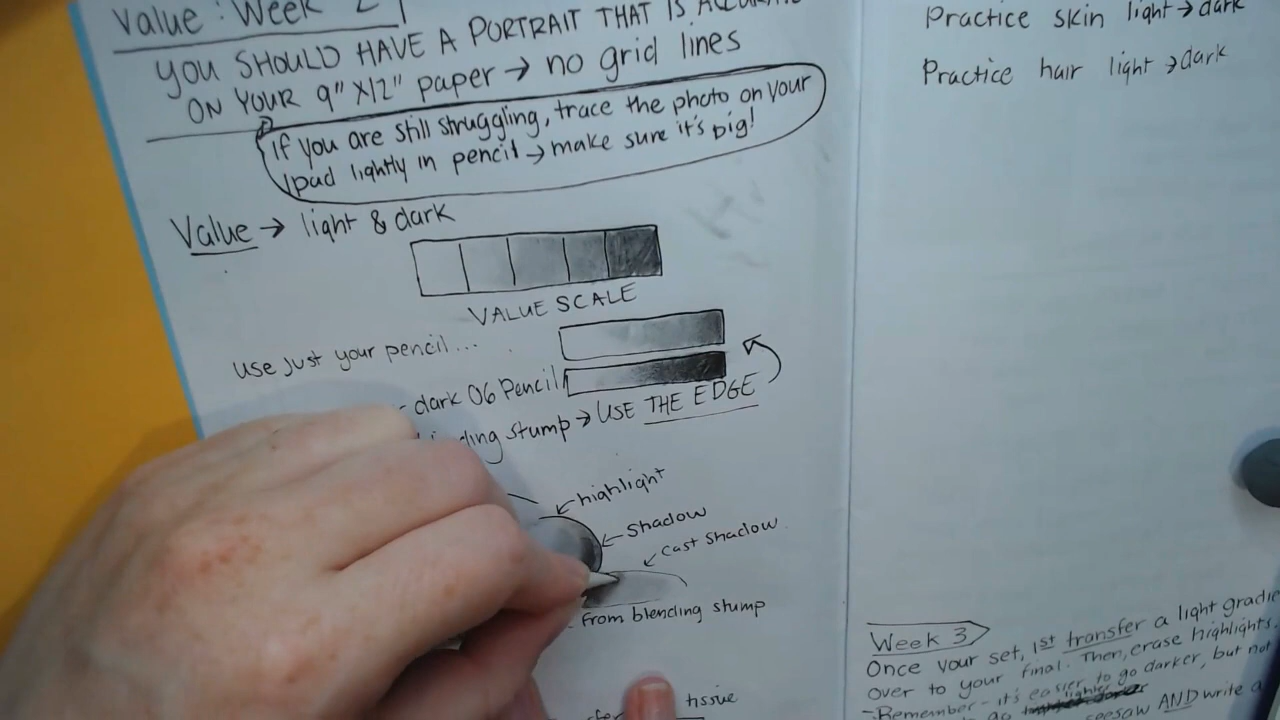 Value: Week 2
YOU SHOULD HAVE A PORTRAIT THAT IS
ON YOUR 9" X12" paper → no grid lines
If you are still struggling, trace the photo on your
ipad lightly in pencil → make sure it's big!
Value → light & dark
VALUE SCALE
use just your pencil...
- dark 06 Pencil
stump → USE THE EDGE
highlight
Shadow
cast shadow
from blending stump
tissue
Practice skin light → dark
Practice hair light → dark
Week 3
Once your set, 1st transfer a light
over to your final. Then, erase highlights.
- Remember - it's easier to go darker, but not
seesaw AND write a